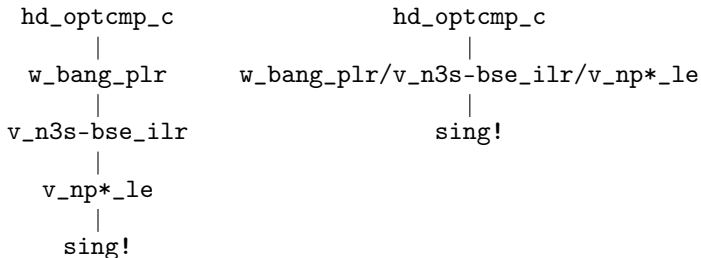 hd_optcmp_c hd_optcmp_c
w_bang_plr w_bang_plr/v_n3s-bse_ilr/v_np*_le
v_n3s-bse_ilr sing!
v_np*_le
sing!